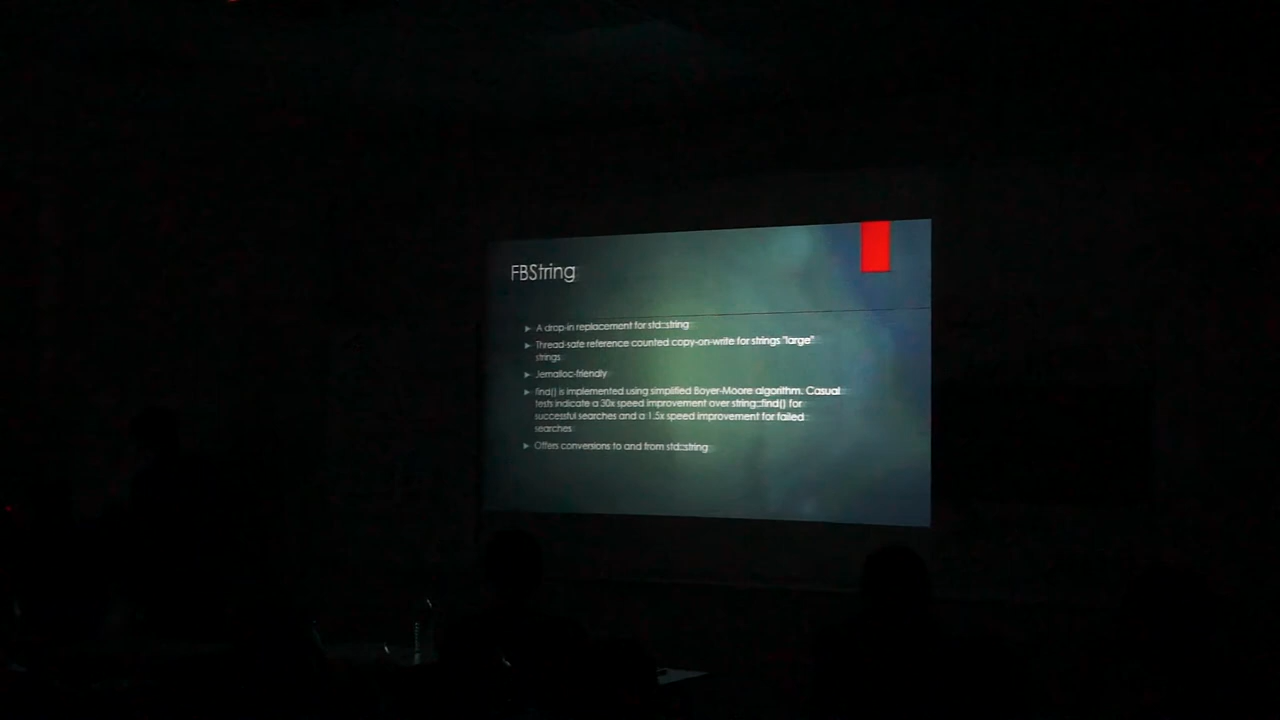 FBString
A drop-in replacement for std::string
Thread-safe reference counted copy-on-write for strings "large"
strings
Jemalloc-friendly
find() is implemented using simplified Boyer-Moore algorithm. Casual
tests indicate a 30x speed improvement over string::find() for
successful searches and a 1.5x speed improvement for failed
searches
Offers conversions to and from std::string